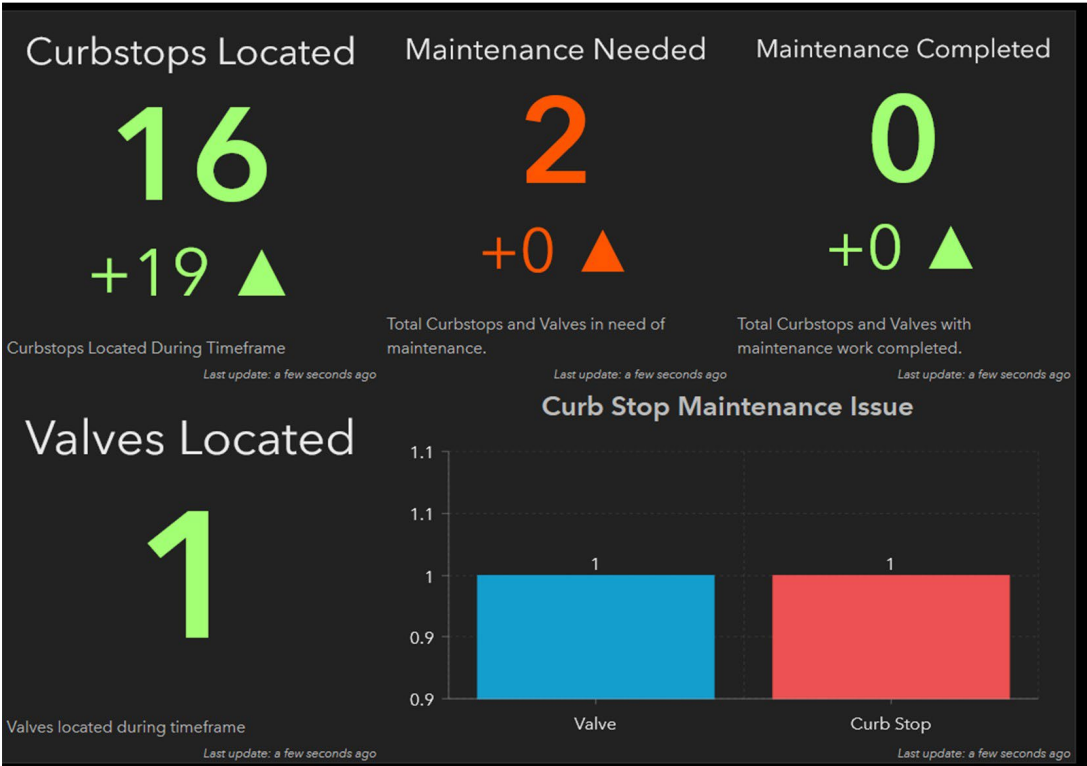 Curbstops Located
16
+19 ▲
Curbstops Located During Timeframe
Last update: a few seconds ago
Maintenance Needed
2
+0 ▲
Total Curbstops and Valves in need of
maintenance.
Last update: a few seconds ago
Maintenance Completed
0
+0 ▲
Total Curbstops and Valves with
maintenance work completed.
Last update: a few seconds ago
Valves Located
1
Valves located during timeframe
Last update: a few seconds ago
Curb Stop Maintenance Issue
1.1
1.1
1
0.9
0.9
1
1
Valve
Curb Stop
Last update: a few seconds ago